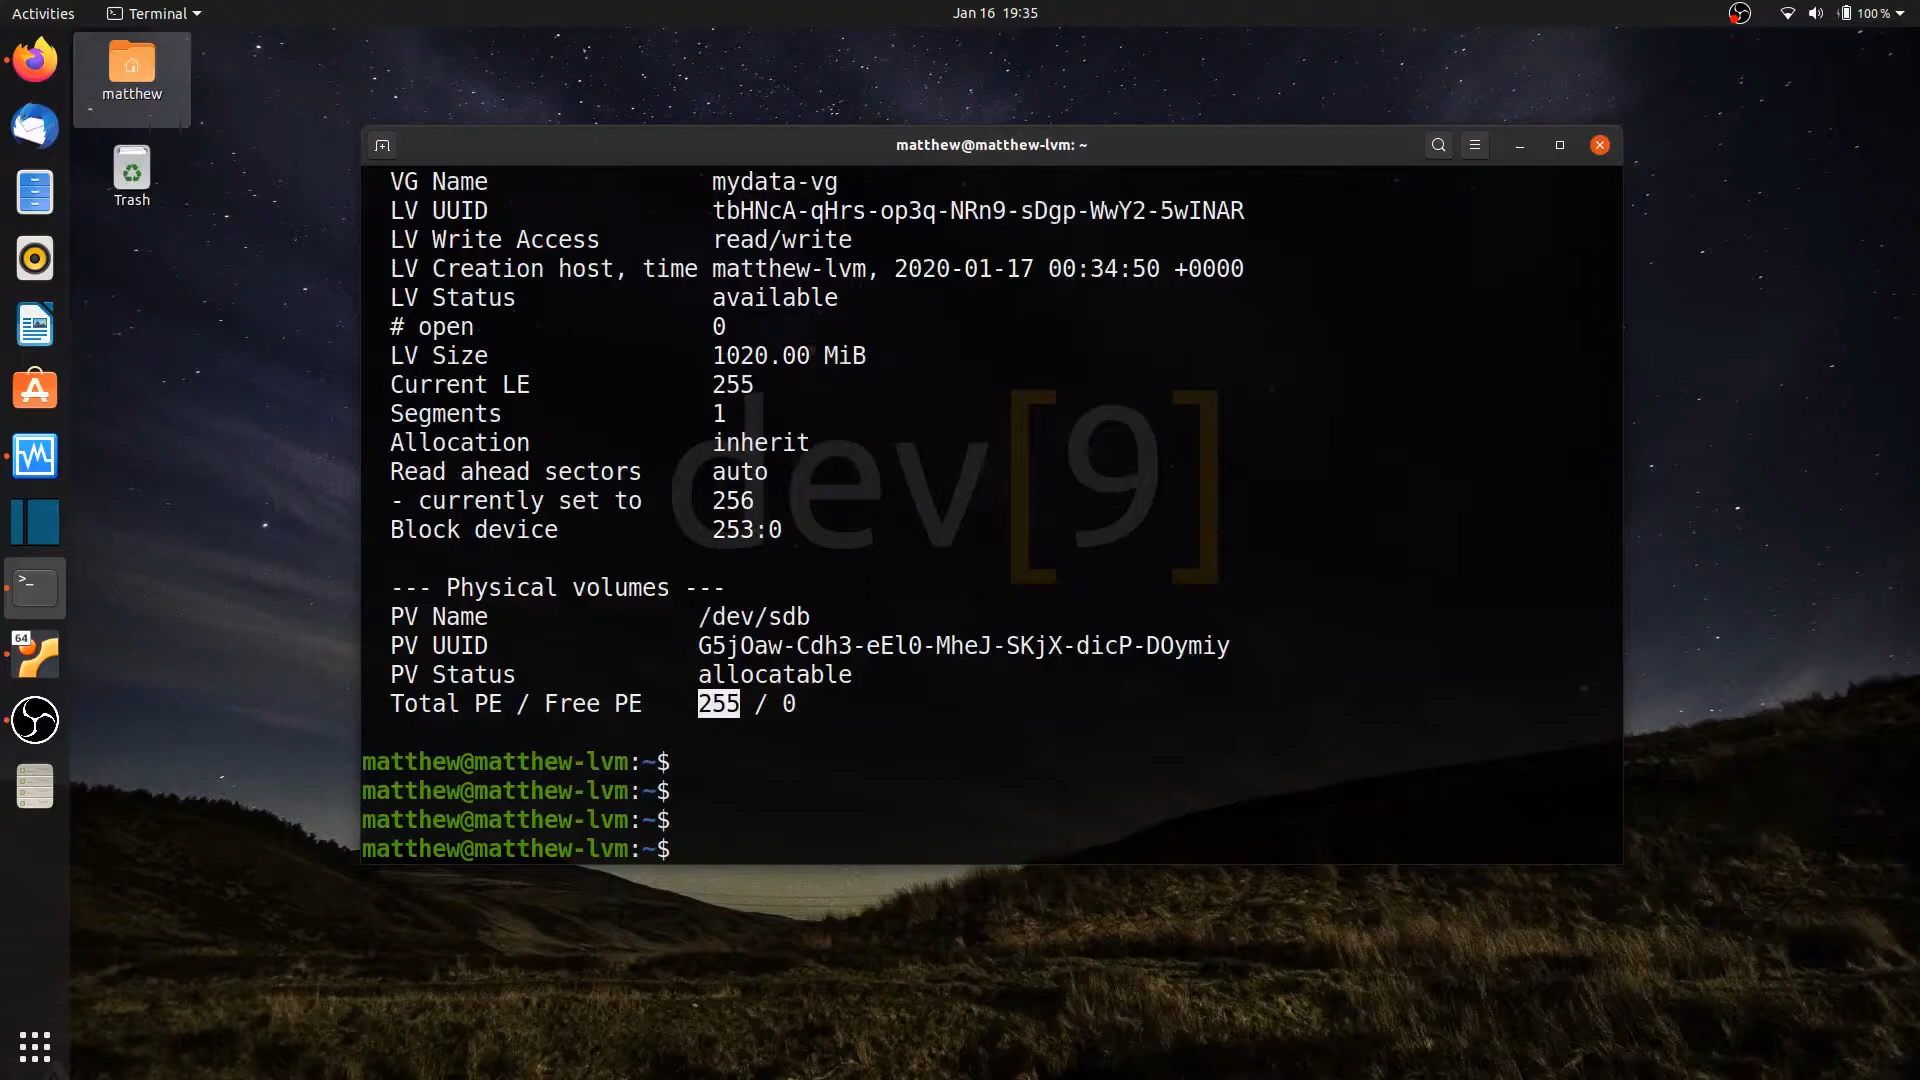 Activities
Terminal
Jan 16 19:35
100 %
matthew
Trash
matthew@matthew-lvm: ~
VG Name mydata-vg
LV UUID tbHNcA-qHrs-op3q-NRn9-sDgp-WwY2-5wINAR
LV Write Access read/write
LV Creation host, time matthew-lvm, 2020-01-17 00:34:50 +0000
LV Status available
# open 0
LV Size 1020.00 MiB
Current LE 255
Segments 1
Allocation inherit
Read ahead sectors auto
- currently set to 256
Block device 253:0
dev[9]
--- Physical volumes ---
PV Name /dev/sdb
PV UUID G5jOaw-Cdh3-eEl0-MheJ-SKjX-dicP-DOymiy
PV Status allocatable
Total PE / Free PE 255 / 0
matthew@matthew-lvm:~$
matthew@matthew-lvm:~$
matthew@matthew-lvm:~$
matthew@matthew-lvm:~$
>_
64